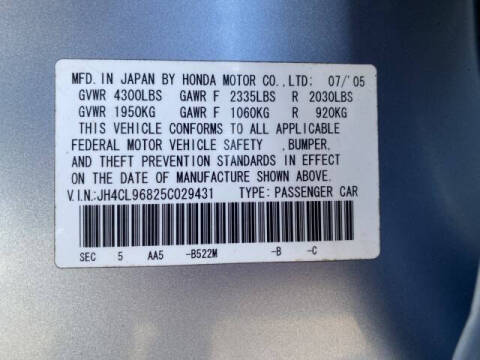 MFD. IN JAPAN BY HONDA MOTOR CO.,LTD: 07/'05
GVWR 4300LBS GAWR F 2335LBS R 2030LBS
GVWR 1950KG GAWR F 1060KG R 920KG
THIS VEHICLE CONFORMS TO ALL APPLICABLE
FEDERAL MOTOR VEHICLE SAFETY ,BUMPER,
AND THEFT PREVENTION STANDARDS IN EFFECT
ON THE DATE OF MANUFACTURE SHOWN ABOVE.
V.I.N:JH4CL96825C029431 TYPE: PASSENGER CAR
SEC 5 AA5 -B522M -B -C